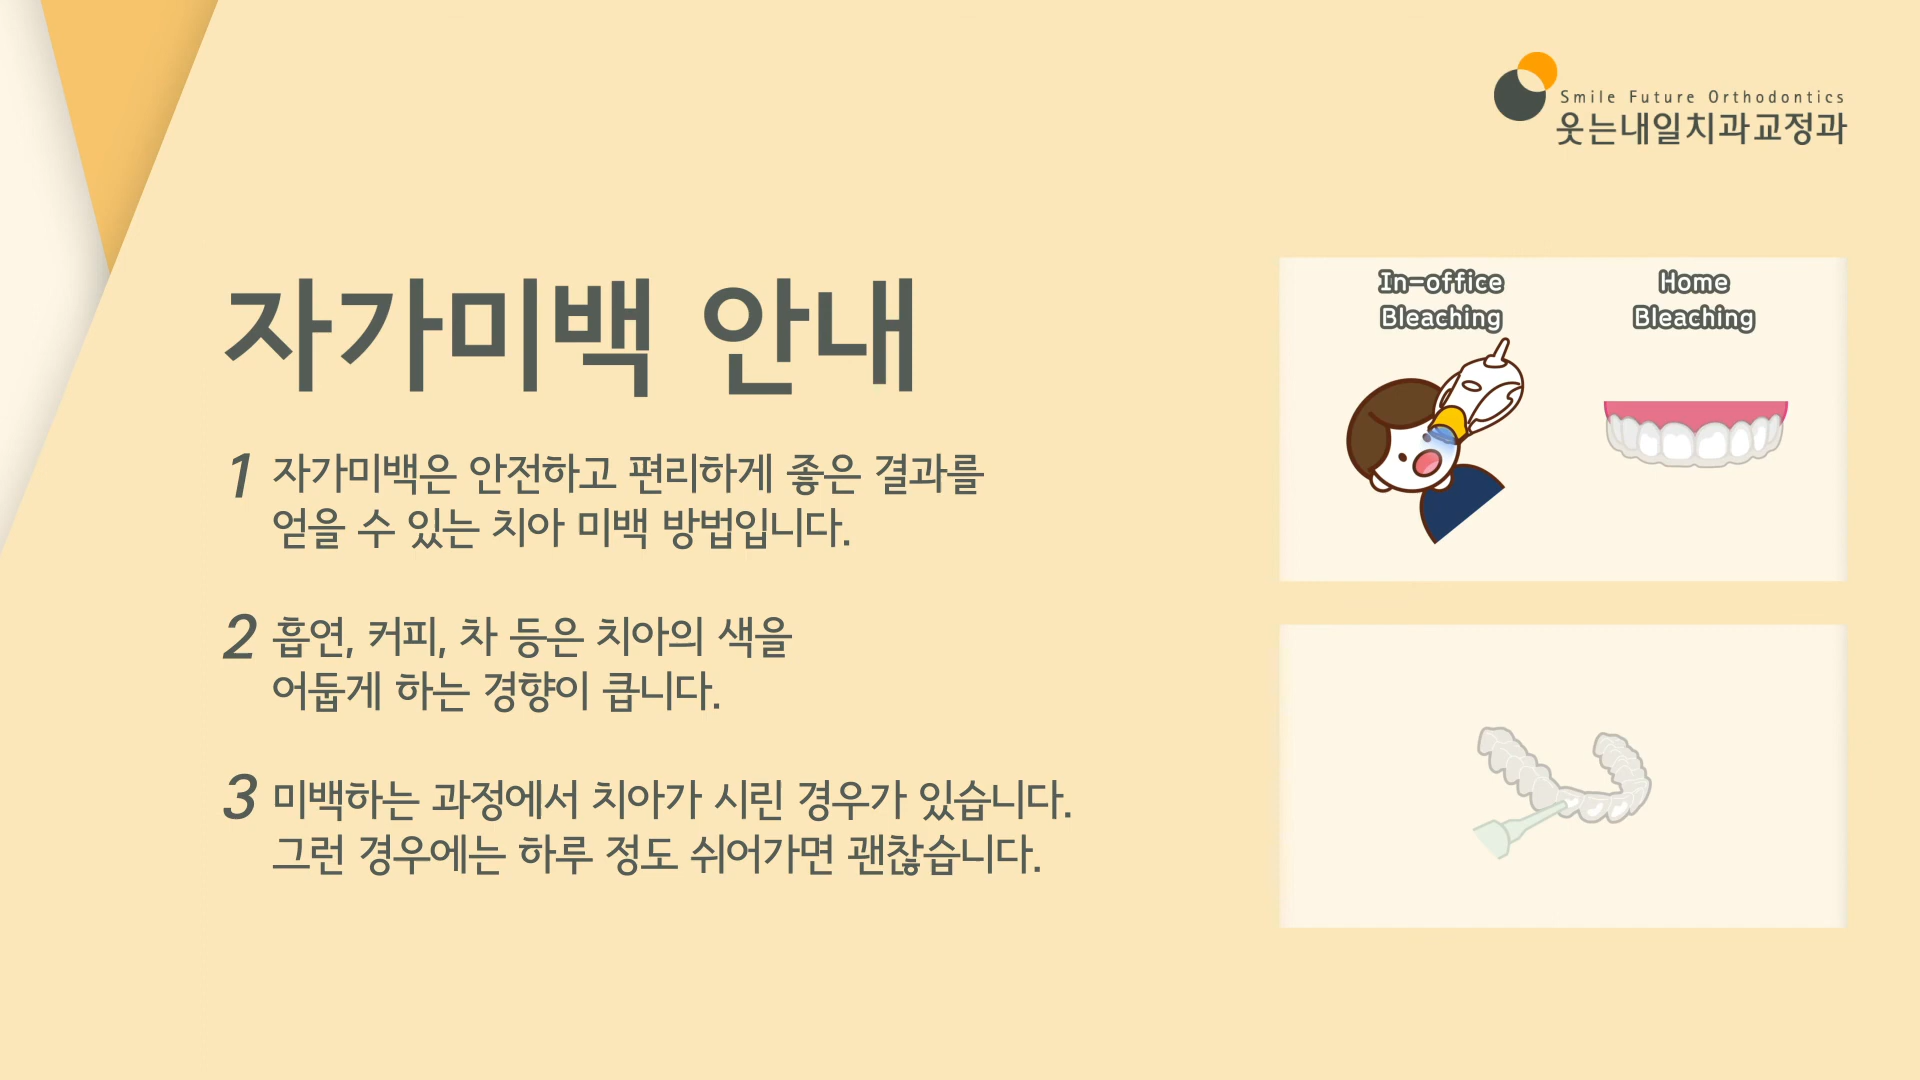 Smile Future Orthodontics
웃는내일치과교정과
자가미백 안내
1 자가미백은 안전하고 편리하게 좋은 결과를
얻을 수 있는 치아 미백 방법입니다.
2 흡연, 커피, 차 등은 치아의 색을
어둡게 하는 경향이 큽니다.
3 미백하는 과정에서 치아가 시린 경우가 있습니다.
그런 경우에는 하루 정도 쉬어가면 괜찮습니다.
In-office
Bleaching
Home
Bleaching